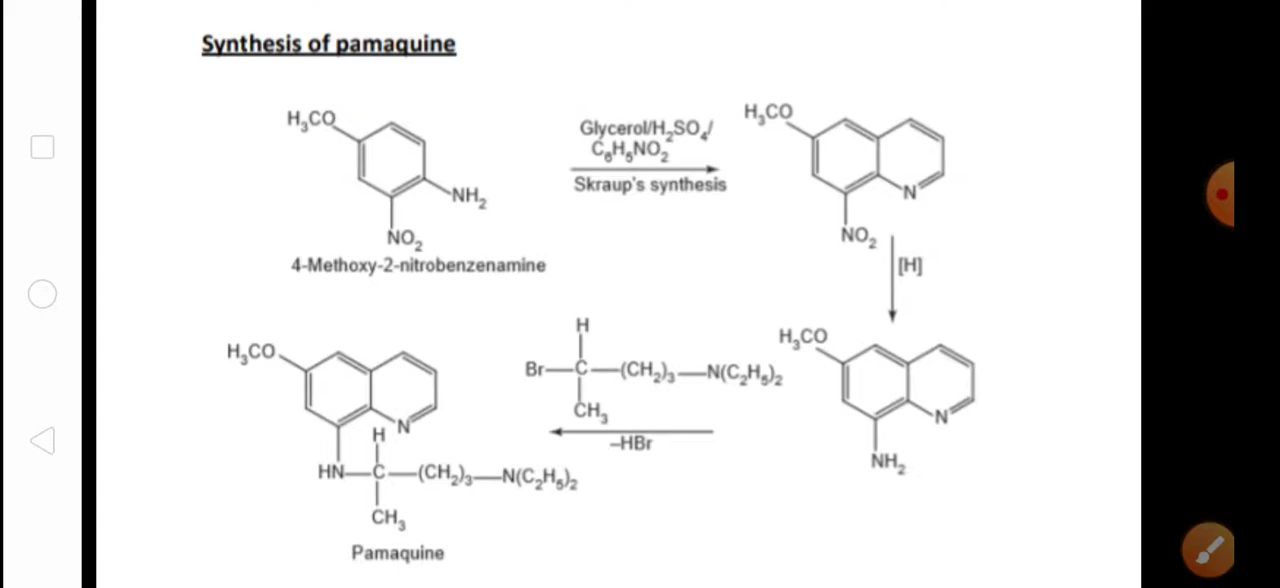 Synthesis of pamaquine
H₃CO
NH₂
NO₂
4-Methoxy-2-nitrobenzenamine
Glycerol/H₂SO₄/
C₆H₅NO₂
Skraup's synthesis
H₃CO
N
NO₂
[H]
H₃CO
N
NH₂
H
Br—C—(CH₂)₃—N(C₂H₅)₂
CH₃
–HBr
H₃CO
N
H
HN—C—(CH₂)₃—N(C₂H₅)₂
CH₃
Pamaquine